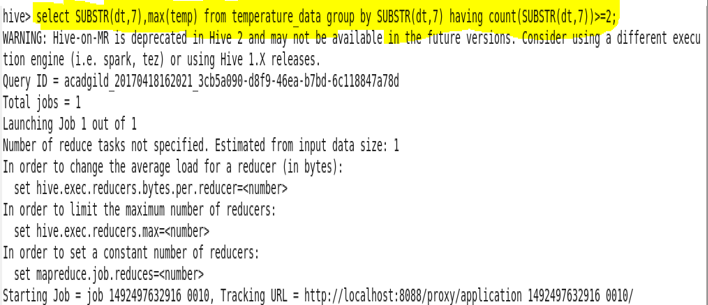 hive> select SUBSTR(dt,7),max(temp) from temperature_data group by SUBSTR(dt,7) having count(SUBSTR(dt,7))>=2;
WARNING: Hive-on-MR is deprecated in Hive 2 and may not be available in the future versions. Consider using a different execu
tion engine (i.e. spark, tez) or using Hive 1.X releases.
Query ID = acadgild_20170418162021_3cb5a090-d8f9-46ea-b7bd-6c118847a78d
Total jobs = 1
Launching Job 1 out of 1
Number of reduce tasks not specified. Estimated from input data size: 1
In order to change the average load for a reducer (in bytes):
  set hive.exec.reducers.bytes.per.reducer=<number>
In order to limit the maximum number of reducers:
  set hive.exec.reducers.max=<number>
In order to set a constant number of reducers:
  set mapreduce.job.reduces=<number>
Starting Job = job 1492497632916 0010, Tracking URL = http://localhost:8088/proxy/application 1492497632916 0010/